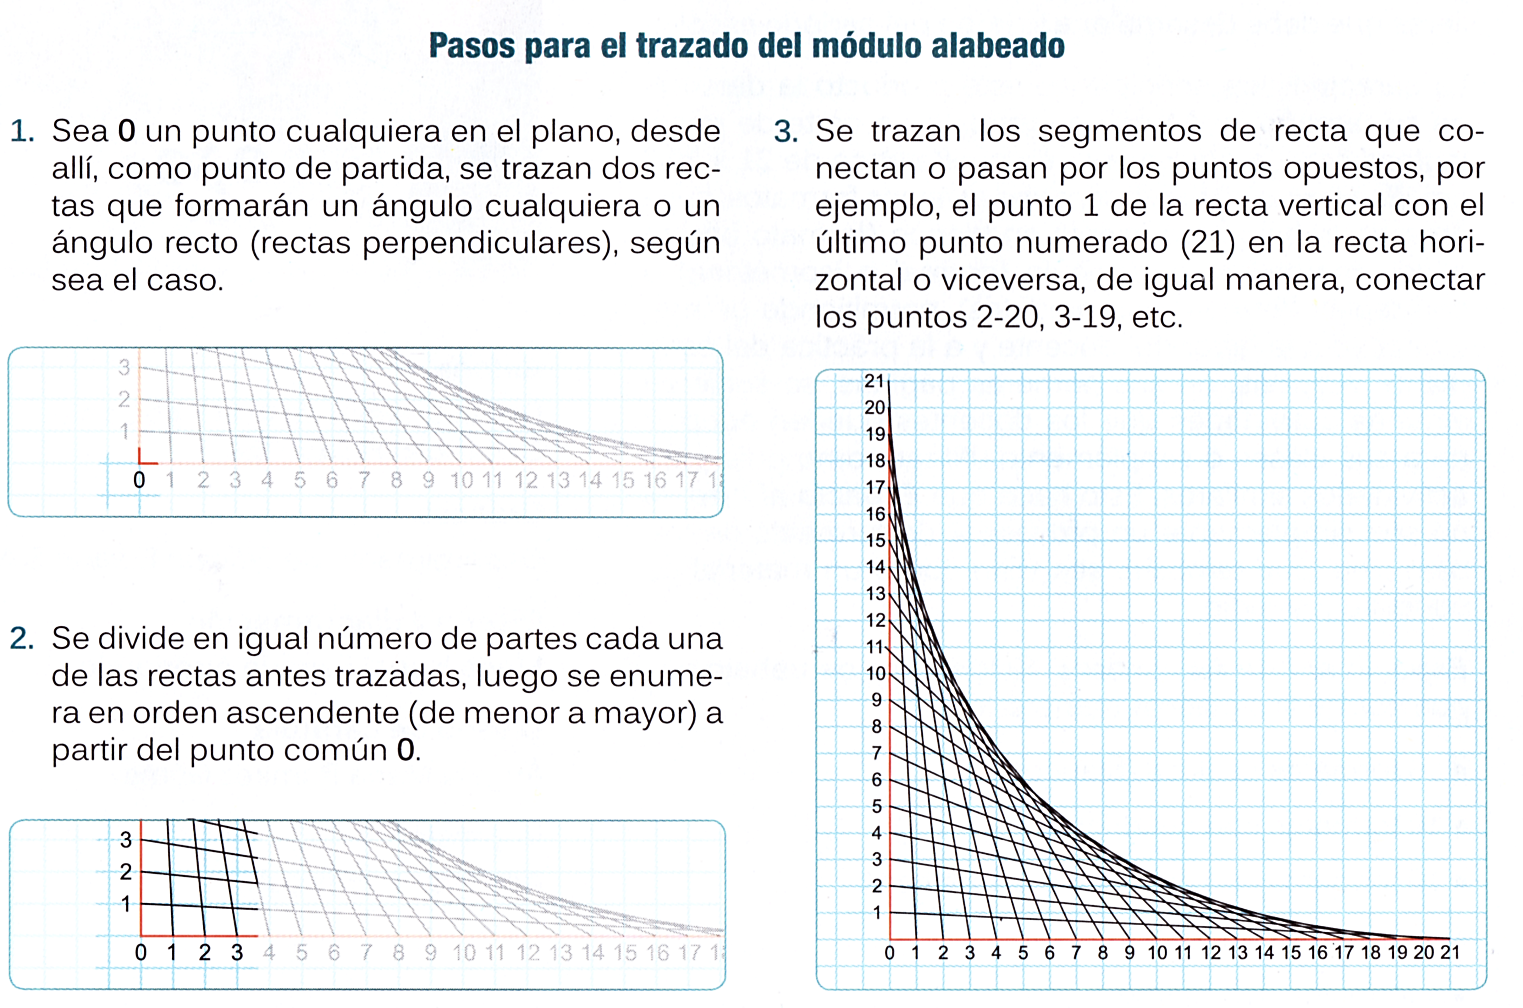 Pasos para el trazado del módulo alabeado
1. Sea 0 un punto cualquiera en el plano, desde
allí, como punto de partida, se trazan dos rec-
tas que formarán un ángulo cualquiera o un
ángulo recto (rectas perpendiculares), según
sea el caso.
3
2
1
0 1 2 3 4 5 6 7 8 9 10 11 12 13 14 15 16 17
2. Se divide en igual número de partes cada una
de las rectas antes trazadas, luego se enume-
ra en orden ascendente (de menor a mayor) a
partir del punto común 0.
3
2
1
0 1 2 3 4 5 6 7 8 9 10 11 12 13 14 15 16 17
3. Se trazan los segmentos de recta que co-
nectan o pasan por los puntos opuestos, por
ejemplo, el punto 1 de la recta vertical con el
último punto numerado (21) en la recta hori-
zontal o viceversa, de igual manera, conectar
los puntos 2-20, 3-19, etc.
21
20
19
18
17
16
15
14
13
12
11
10
9
8
7
6
5
4
3
2
1
0 1 2 3 4 5 6 7 8 9 10 11 12 13 14 15 16 17 18 19 20 21